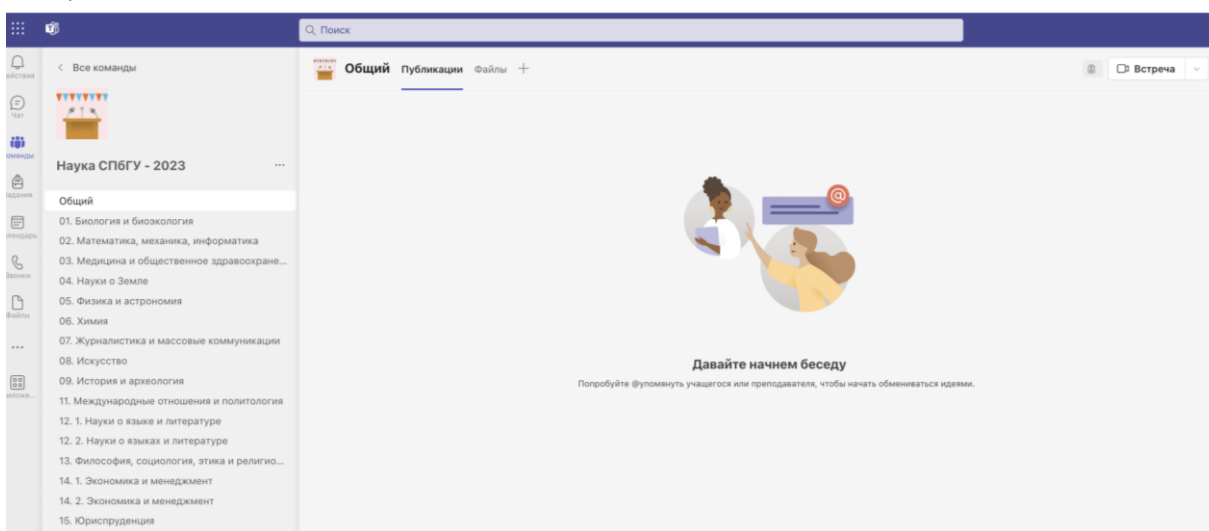 Поиск
Чат
Звонки
Файлы
Все команды
Наука СПбГУ - 2023
Общий
01. Биология и биоэкология
02. Математика, механика, информатика
03. Медицина и общественное здравоохране...
04. Науки о Земле
05. Физика и астрономия
06. Химия
07. Журналистика и массовые коммуникации
08. Искусство
09. История и археология
11. Международные отношения и политология
12. 1. Науки о языке и литературе
12. 2. Науки о языках и литературе
13. Философия, социология, этика и религио...
14. 1. Экономика и менеджмент
14. 2. Экономика и менеджмент
15. Юриспруденция
Общий Публикации Файлы
Встреча
@
Давайте начнем беседу
Попробуйте @упомянуть учащегося или преподавателя, чтобы начать обмениваться идеями.